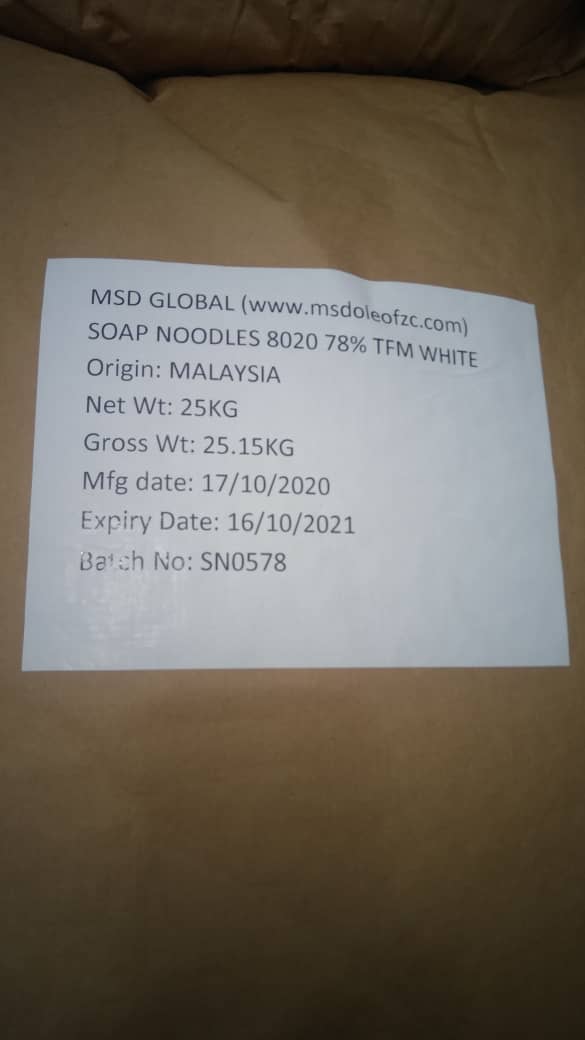 MSD GLOBAL (www.msdoleofzc.com)
SOAP NOODLES 8020 78% TFM WHITE
Origin: MALAYSIA
Net Wt: 25KG
Gross Wt: 25.15KG
Mfg date: 17/10/2020
Expiry Date: 16/10/2021
Batch No: SN0578